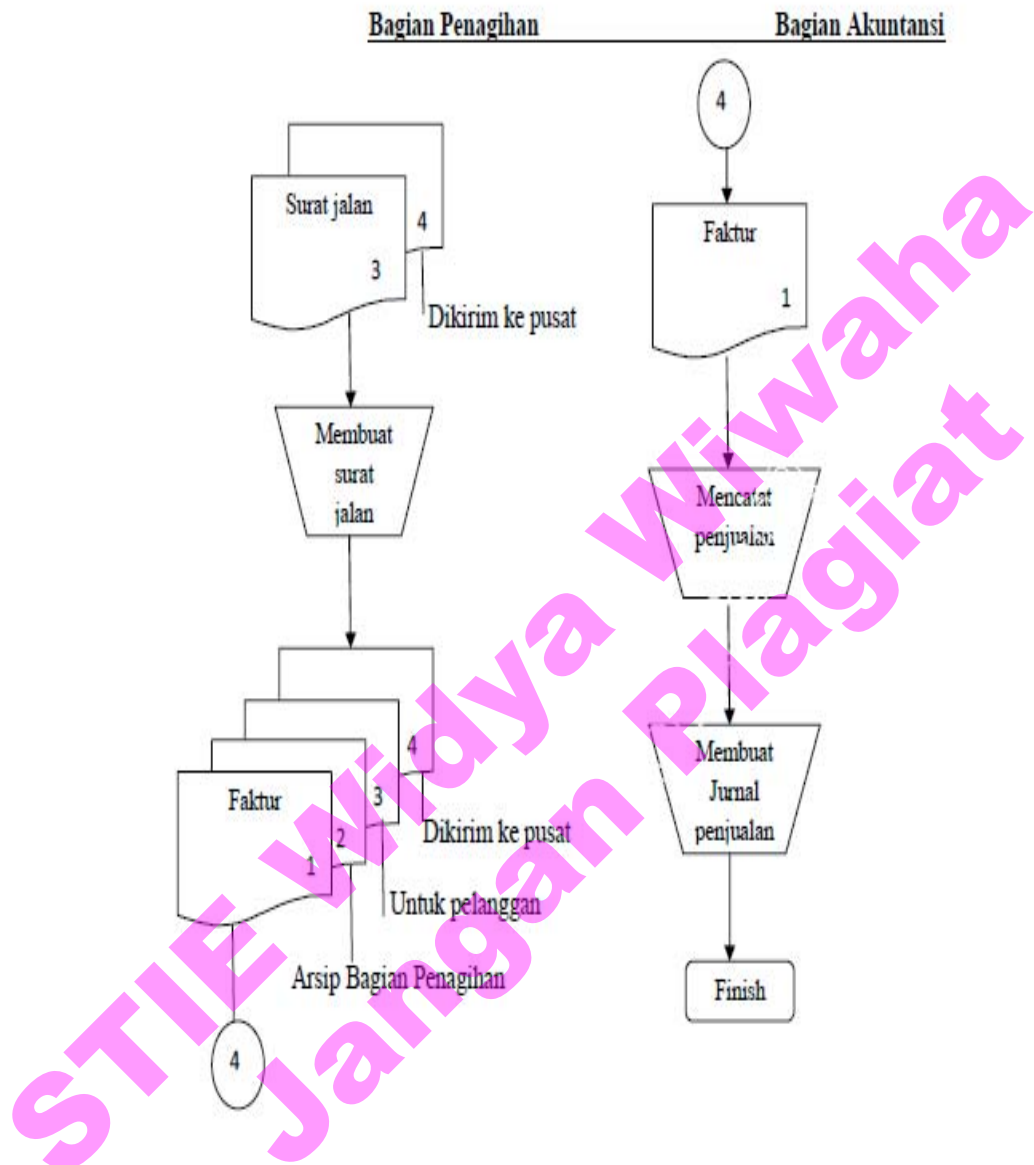 Bagian Penagihan
Bagian Akuntansi
Surat jalan
4
3
Dikirim ke pusat
Membuat
surat
jalan
Faktur
1
2
3
4
Dikirim ke pusat
Untuk pelanggan
Arsip Bagian Penagihan
4
4
Faktur
1
Mencatat
penjualan
Membuat
Jurnal
penjualan
Finish
STIE Widya Wiwaha
Jangan Plagiat